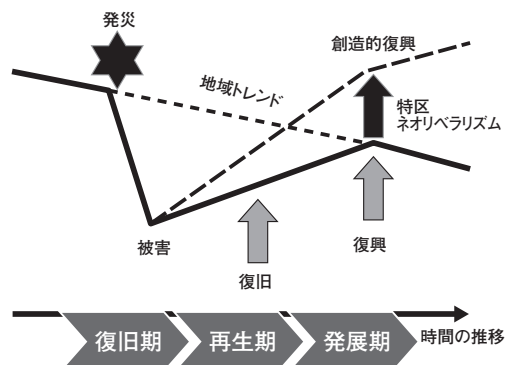 発災
創造的復興
地域トレンド
特区
ネオリベラリズム
被害
復興
復旧
復旧期
再生期
発展期
時間の推移